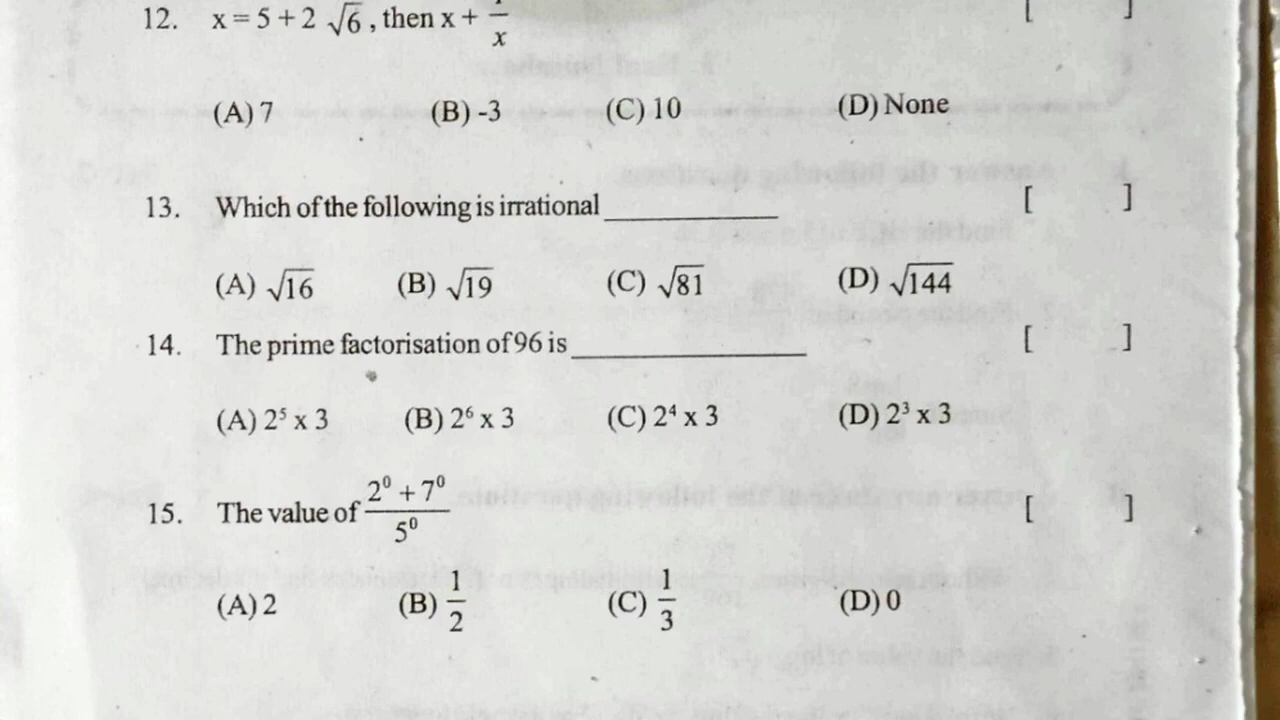 12. x = 5 + 2 √6 , then x + 1/x [ ]
(A) 7 (B) -3 (C) 10 (D) None
13. Which of the following is irrational __________ [ ]
(A) √16 (B) √19 (C) √81 (D) √144
14. The prime factorisation of 96 is __________ [ ]
(A) 2⁵ x 3 (B) 2⁶ x 3 (C) 2⁴ x 3 (D) 2³ x 3
15. The value of (2⁰ + 7⁰)/5⁰ [ ]
(A) 2 (B) 1/2 (C) 1/3 (D) 0